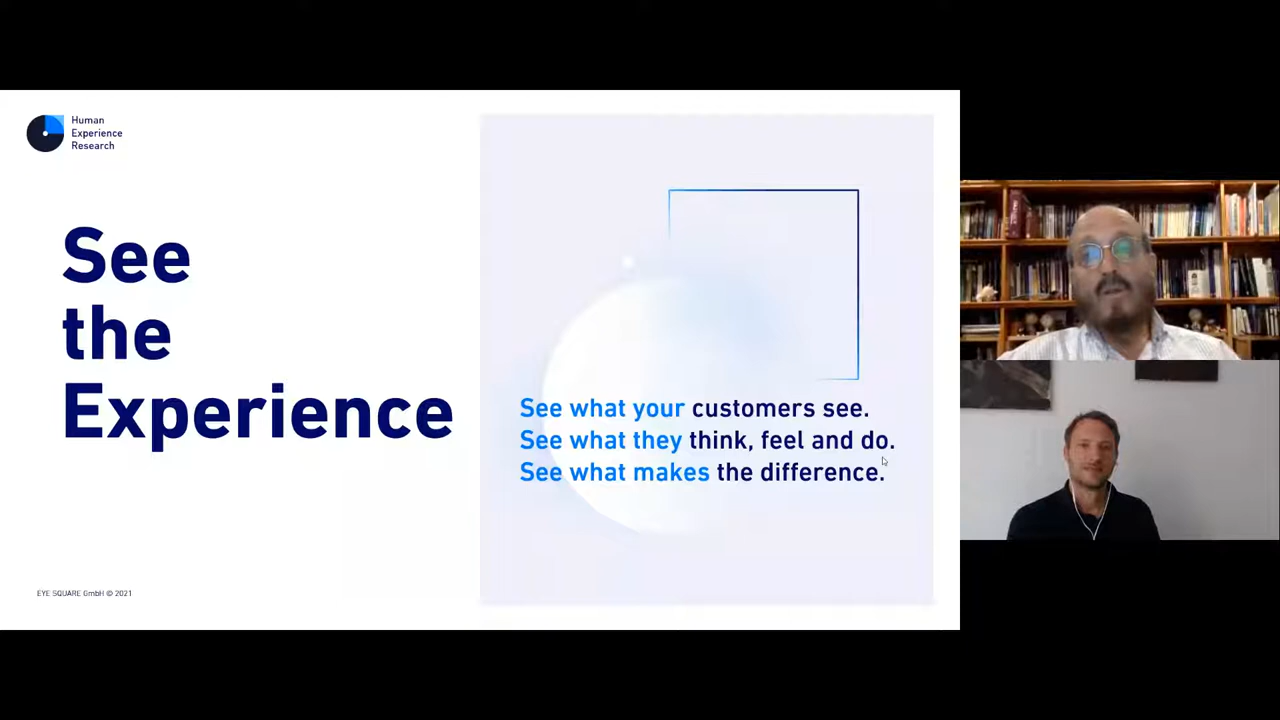 Human
Experience
Research
See
the
Experience
See what your customers see.
See what they think, feel and do.
See what makes the difference.
EYE SQUARE GmbH © 2021